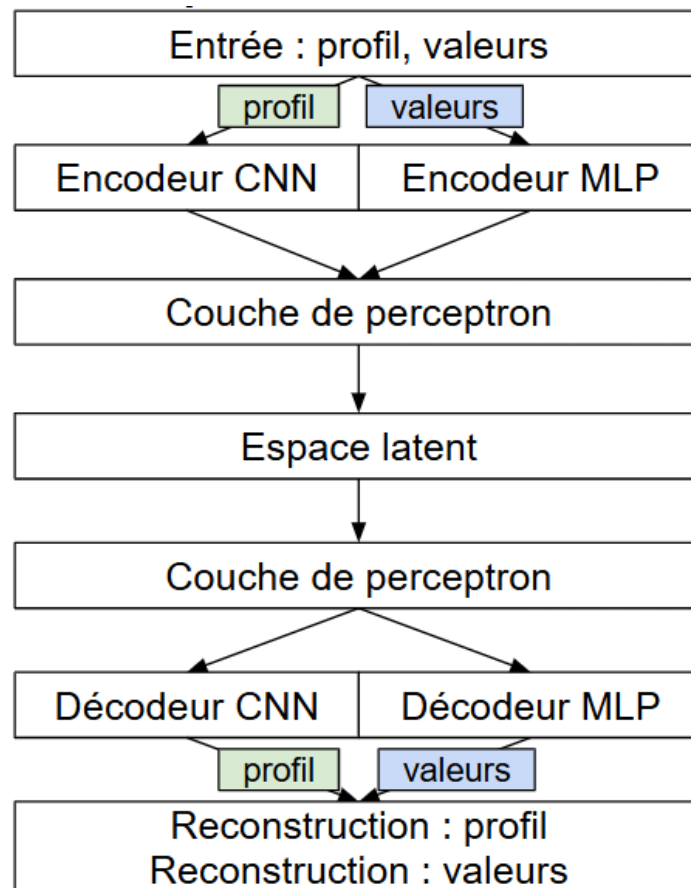 Entrée : profil, valeurs
profil
valeurs
Encodeur CNN
Encodeur MLP
Couche de perceptron
Espace latent
Couche de perceptron
Décodeur CNN
Décodeur MLP
profil
valeurs
Reconstruction : profil
Reconstruction : valeurs